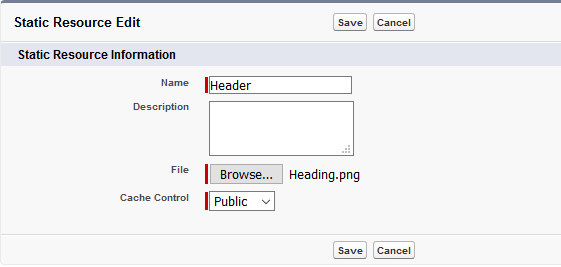 Static Resource Edit Save Cancel
Static Resource Information
Name Header
Description
File Browse... Heading.png
Cache Control Public
Save Cancel